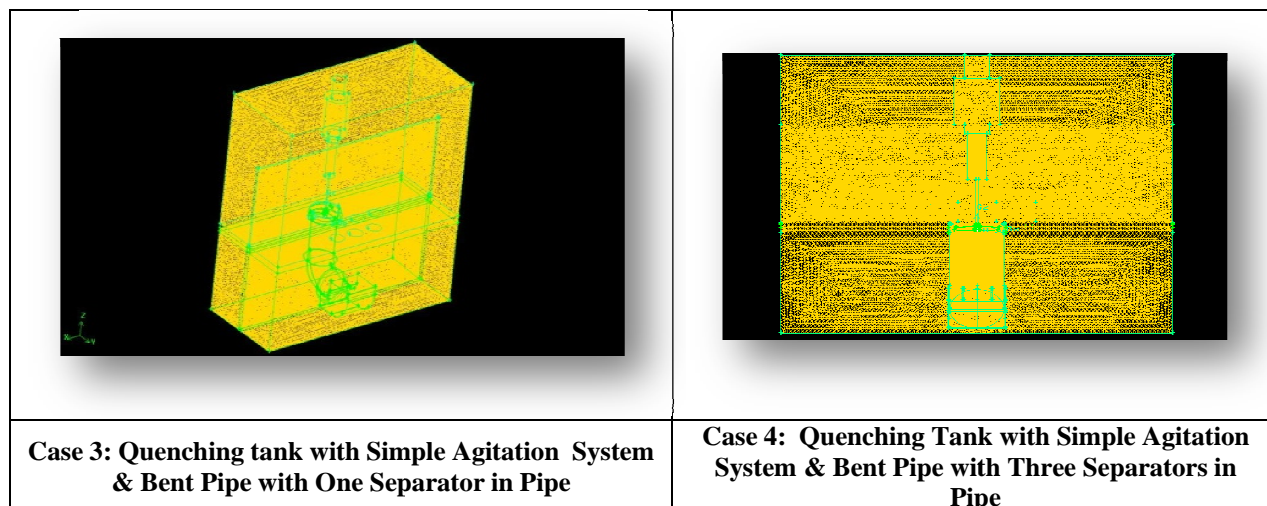 Z
X
Y
Case 3: Quenching tank with Simple Agitation System
& Bent Pipe with One Separator in Pipe
Case 4: Quenching Tank with Simple Agitation
System & Bent Pipe with Three Separators in
Pipe